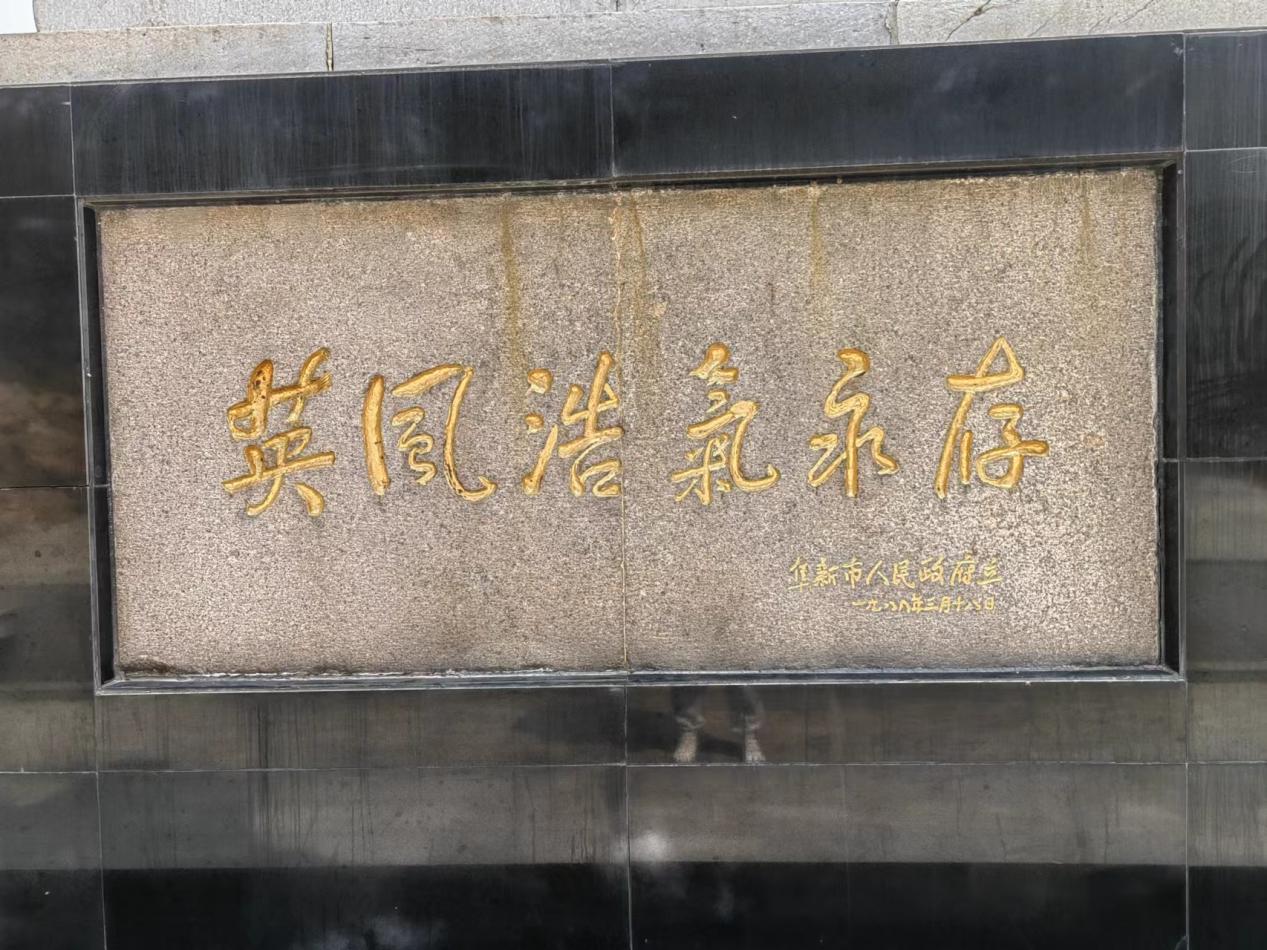 英風浩氣永存
阜新市人民政府立
一九八八年三月十八日